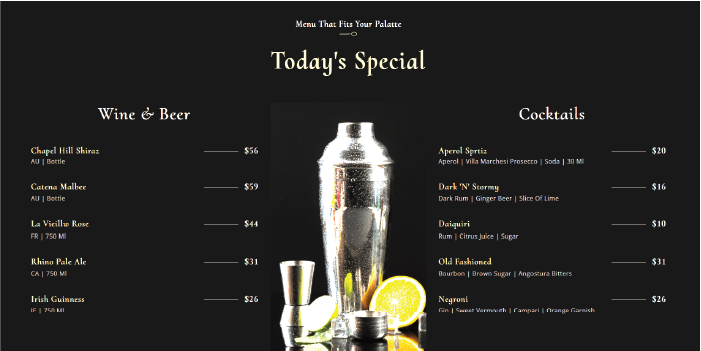 Menu That Fits Your Palatte
Today's Special
Wine & Beer
Chapel Hill Shiraz $56
AU | Bottle
Catena Malbee $59
AU | Bottle
La Vieillw Rose $44
FR | 750 Ml
Rhino Pale Ale $31
CA | 750 Ml
Irish Guinness $26
IE | 750 Ml
Cocktails
Aperol Sprtiz $20
Aperol | Villa Marchesi Prosecco | Soda | 30 Ml
Dark 'N' Stormy $16
Dark Rum | Ginger Beer | Slice Of Lime
Daiquiri $10
Rum | Citrus Juice | Sugar
Old Fashioned $31
Bourbon | Brown Sugar | Angostura Bitters
Negroni $26
Gin | Sweet Vermouth | Campari | Orange Garnish